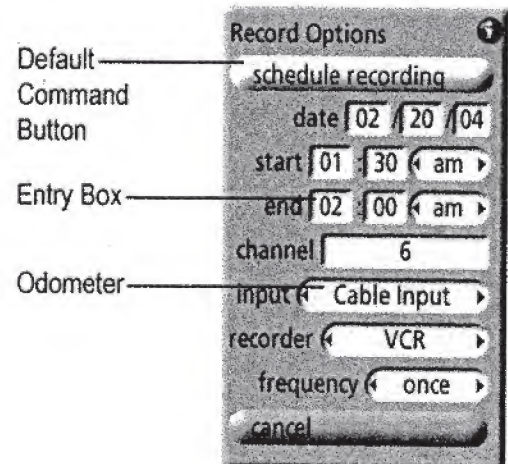 Record Options
Default
schedule recording
Command
date 02 / 20 / 04
Button
start 01 : 30 am
Entry Box
end 02 : 00 am
channel 6
Odometer
input Cable Input
recorder VCR
frequency once
cancel